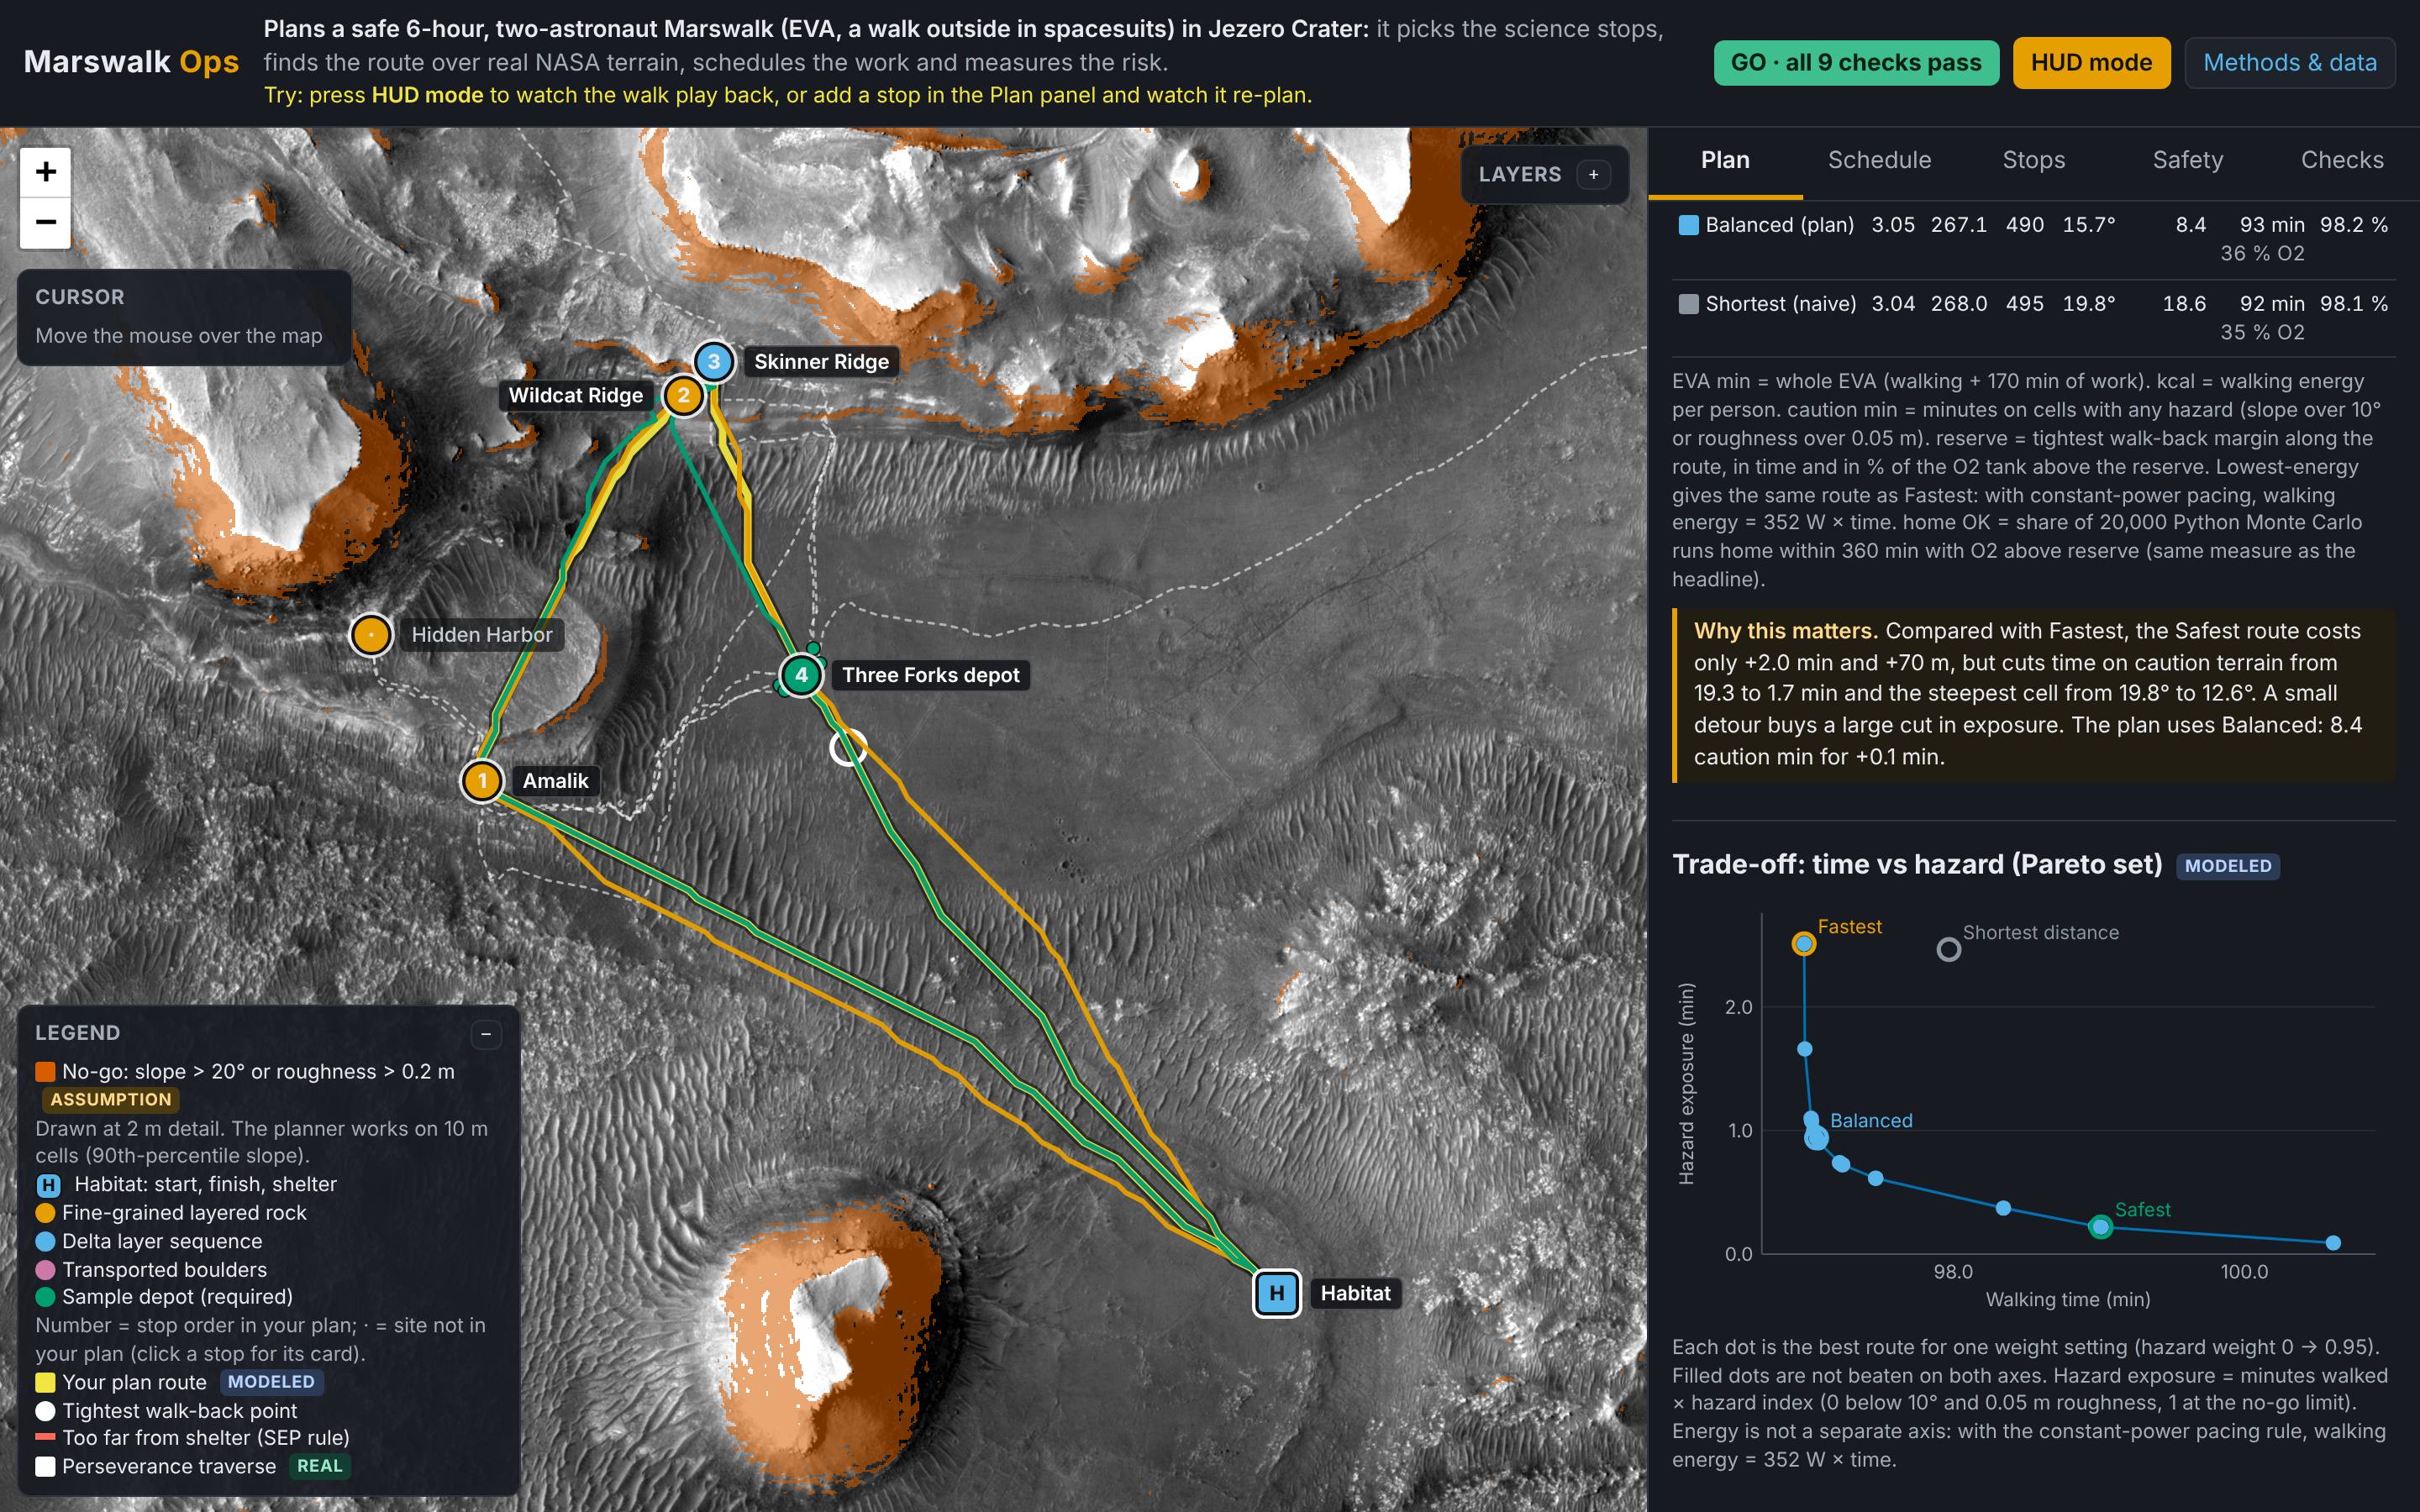 Marswalk Ops
Plans a safe 6-hour, two-astronaut Marswalk (EVA, a walk outside in spacesuits) in Jezero Crater: it picks the science stops,
finds the route over real NASA terrain, schedules the work and measures the risk.
Try: press HUD mode to watch the walk play back, or add a stop in the Plan panel and watch it re-plan.
GO · all 9 checks pass
HUD mode
Methods & data
+
−
CURSOR
Move the mouse over the map
LAYERS +
3 Skinner Ridge
Wildcat Ridge 2
· Hidden Harbor
4 Three Forks depot
1 Amalik
H Habitat
LEGEND −
No-go: slope > 20° or roughness > 0.2 m
ASSUMPTION
Drawn at 2 m detail. The planner works on 10 m
cells (90th-percentile slope).
H Habitat: start, finish, shelter
Fine-grained layered rock
Delta layer sequence
Transported boulders
Sample depot (required)
Number = stop order in your plan; · = site not in
your plan (click a stop for its card).
Your plan route MODELED
Tightest walk-back point
Too far from shelter (SEP rule)
Perseverance traverse REAL
Plan Schedule Stops Safety Checks
Balanced (plan) 3.05 267.1 490 15.7° 8.4 93 min 98.2 %
36 % O2
Shortest (naive) 3.04 268.0 495 19.8° 18.6 92 min 98.1 %
35 % O2
EVA min = whole EVA (walking + 170 min of work). kcal = walking energy
per person. caution min = minutes on cells with any hazard (slope over 10°
or roughness over 0.05 m). reserve = tightest walk-back margin along the
route, in time and in % of the O2 tank above the reserve. Lowest-energy
gives the same route as Fastest: with constant-power pacing, walking
energy = 352 W × time. home OK = share of 20,000 Python Monte Carlo
runs home within 360 min with O2 above reserve (same measure as the
headline).
Why this matters. Compared with Fastest, the Safest route costs
only +2.0 min and +70 m, but cuts time on caution terrain from
19.3 to 1.7 min and the steepest cell from 19.8° to 12.6°. A small
detour buys a large cut in exposure. The plan uses Balanced: 8.4
caution min for +0.1 min.
Trade-off: time vs hazard (Pareto set) MODELED
Fastest
Shortest distance
Hazard exposure (min)
2.0
1.0
0.0
Balanced
Safest
98.0
100.0
Walking time (min)
Each dot is the best route for one weight setting (hazard weight 0 → 0.95).
Filled dots are not beaten on both axes. Hazard exposure = minutes walked
× hazard index (0 below 10° and 0.05 m roughness, 1 at the no-go limit).
Energy is not a separate axis: with the constant-power pacing rule, walking
energy = 352 W × time.